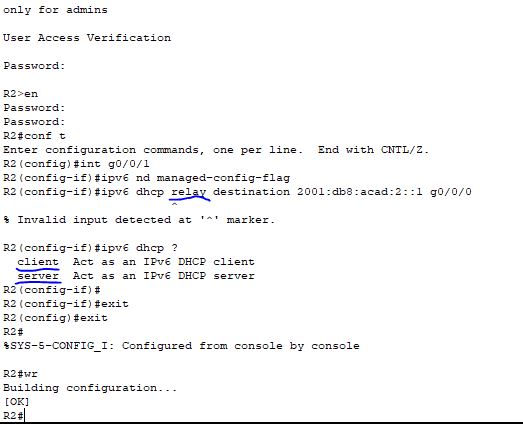 only for admins
User Access Verification
Password:
R2>en
Password:
Password:
R2#conf t
Enter configuration commands, one per line.  End with CNTL/Z.
R2(config)#int g0/0/1
R2(config-if)#ipv6 nd managed-config-flag
R2(config-if)#ipv6 dhcp relay destination 2001:db8:acad:2::1 g0/0/0
^
% Invalid input detected at '^' marker.
R2(config-if)#ipv6 dhcp ?
client  Act as an IPv6 DHCP client
server  Act as an IPv6 DHCP server
R2(config-if)#
R2(config-if)#exit
R2(config)#exit
R2#
%SYS-5-CONFIG_I: Configured from console by console
R2#wr
Building configuration...
[OK]
R2#